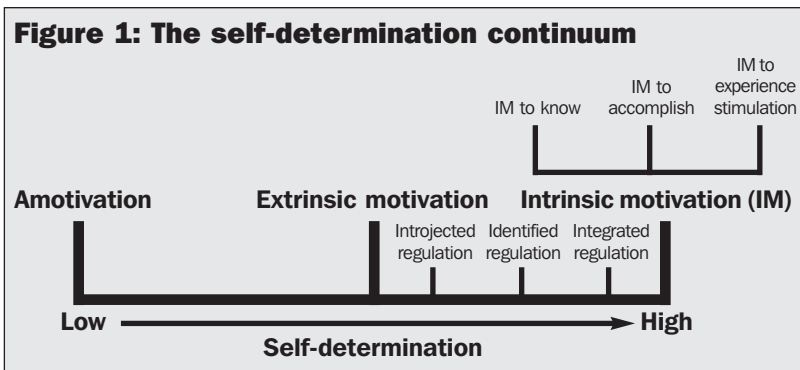 Figure 1: The self-determination continuum
IM to know
IM to
accomplish
IM to
experience
stimulation
Amotivation
Extrinsic motivation
Intrinsic motivation (IM)
Introjected
regulation
Identified
regulation
Integrated
regulation
Low
High
Self-determination